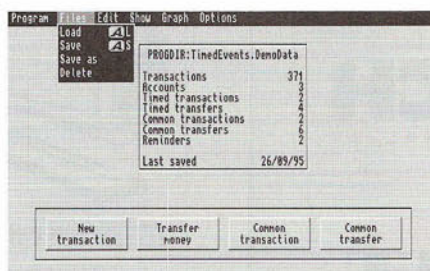 Program Files Edit Show Graph Options
Load A L
Save A S
Save as
Delete
PROGDIR:TimedEvents.DemoData
Transactions 371
Accounts 3
Timed transactions 2
Timed transfers 4
Common transactions 2
Common transfers 6
Reminders 2
Last saved 26/09/95
New transaction
Transfer money
Common transaction
Common transfer